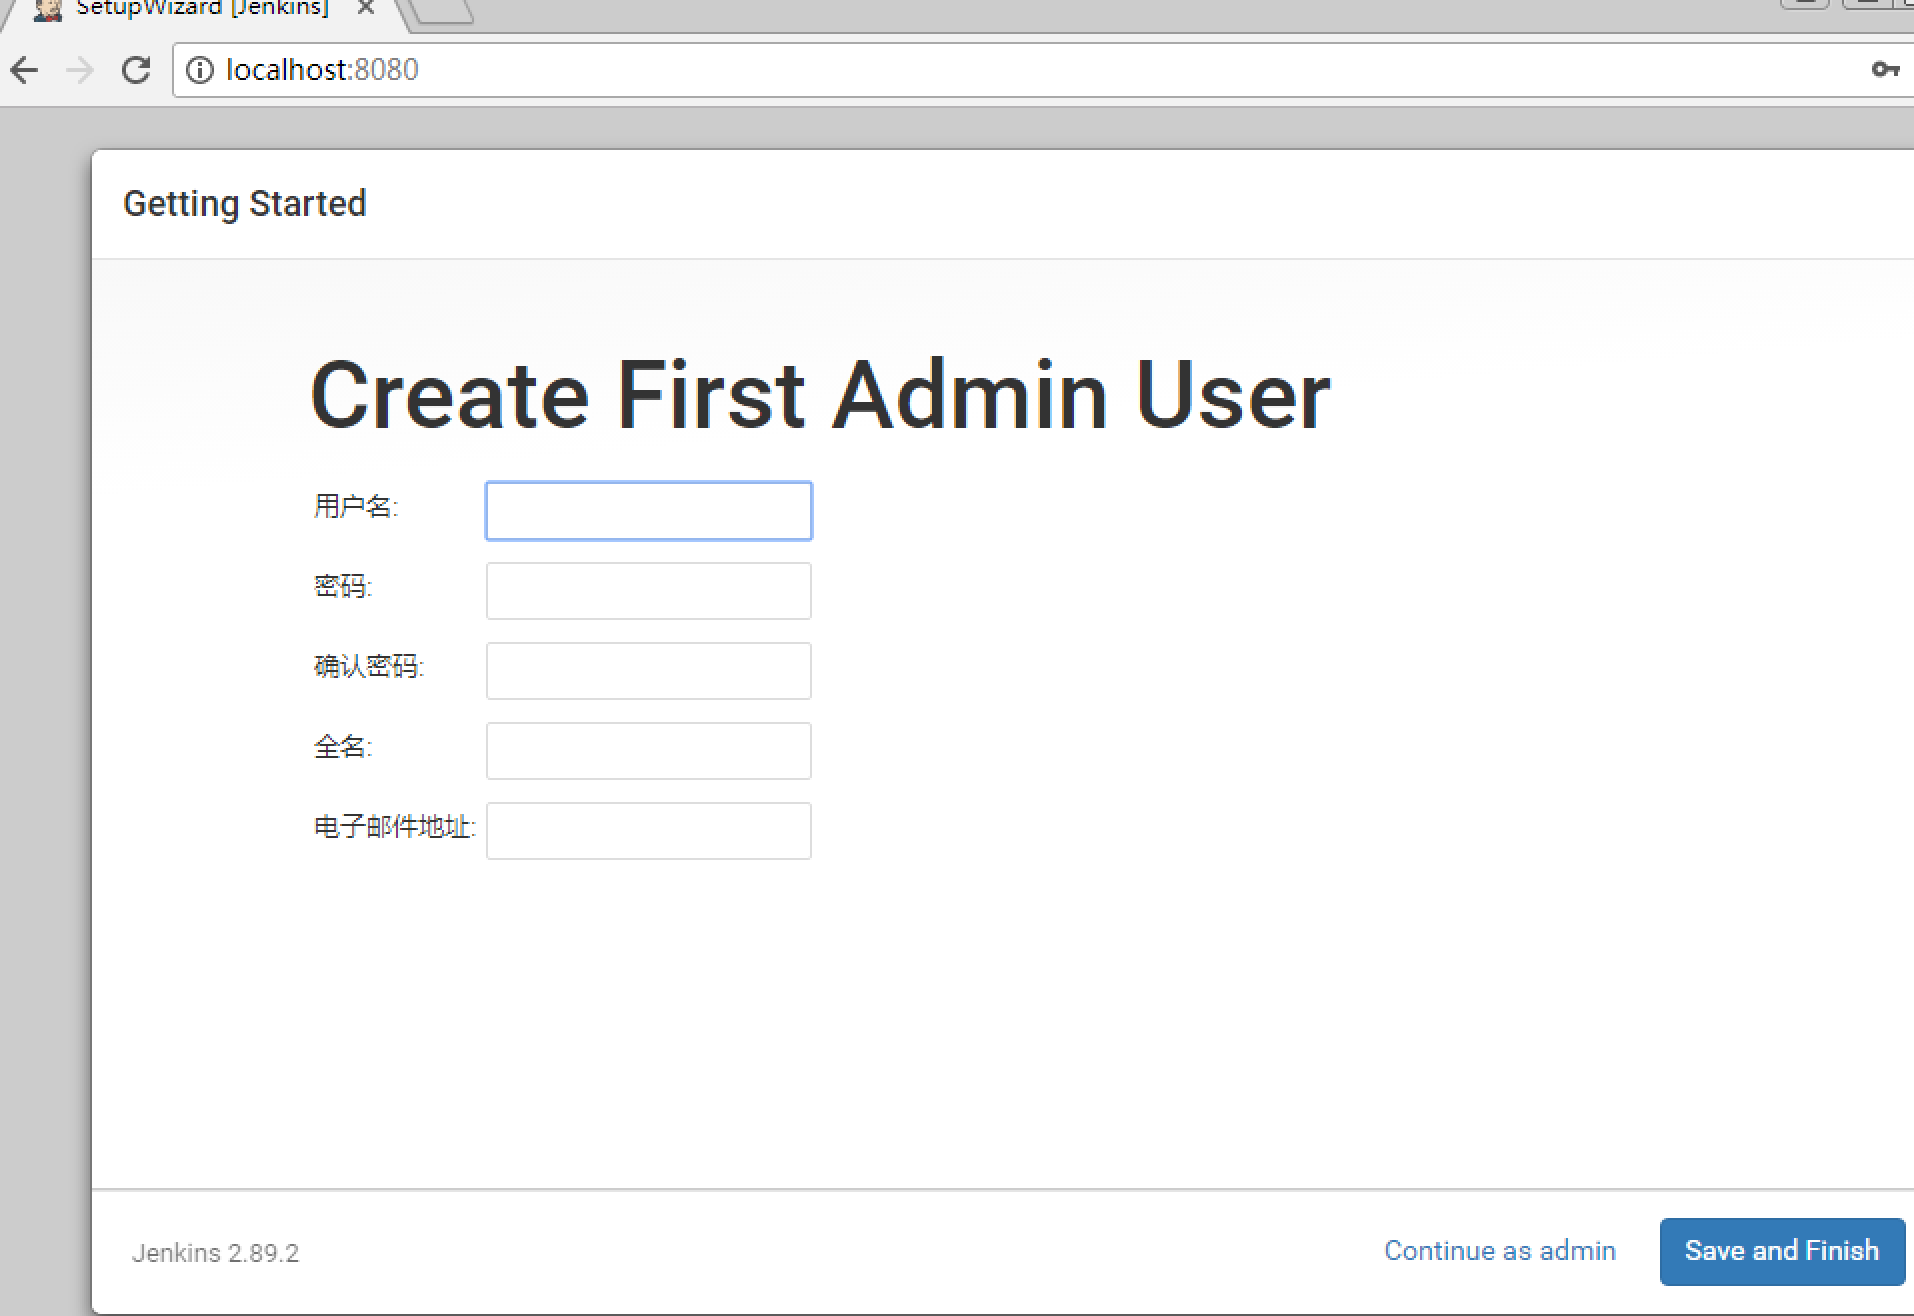 SetupWizard [Jenkins]
localhost:8080
Getting Started
Create First Admin User
用户名:
密码:
确认密码:
全名:
电子邮件地址:
Jenkins 2.89.2
Continue as admin
Save and Finish